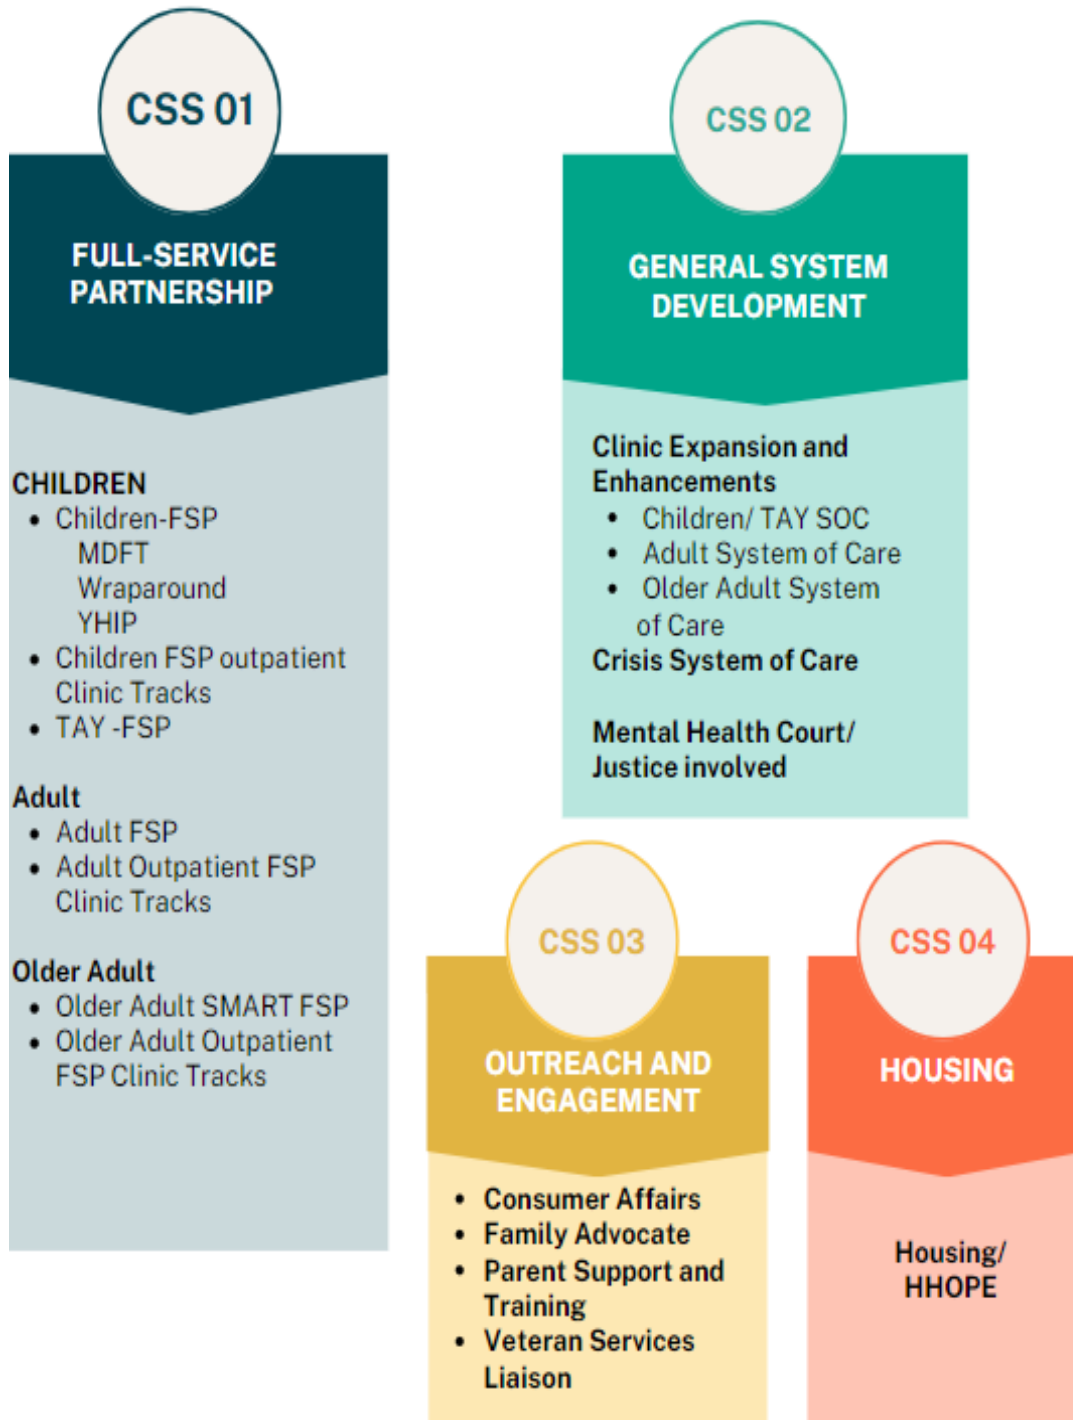 CSS 01
FULL-SERVICE
PARTNERSHIP
CHILDREN
• Children-FSP
MDFT
Wraparound
YHIP
• Children FSP outpatient
Clinic Tracks
• TAY -FSP
Adult
• Adult FSP
• Adult Outpatient FSP
Clinic Tracks
Older Adult
• Older Adult SMART FSP
• Older Adult Outpatient
FSP Clinic Tracks
CSS 02
GENERAL SYSTEM
DEVELOPMENT
Clinic Expansion and
Enhancements
• Children/ TAY SOC
• Adult System of Care
• Older Adult System
of Care
Crisis System of Care
Mental Health Court/
Justice involved
CSS 03
OUTREACH AND
ENGAGEMENT
• Consumer Affairs
• Family Advocate
• Parent Support and
Training
• Veteran Services
Liaison
CSS 04
HOUSING
Housing/
HHOPE